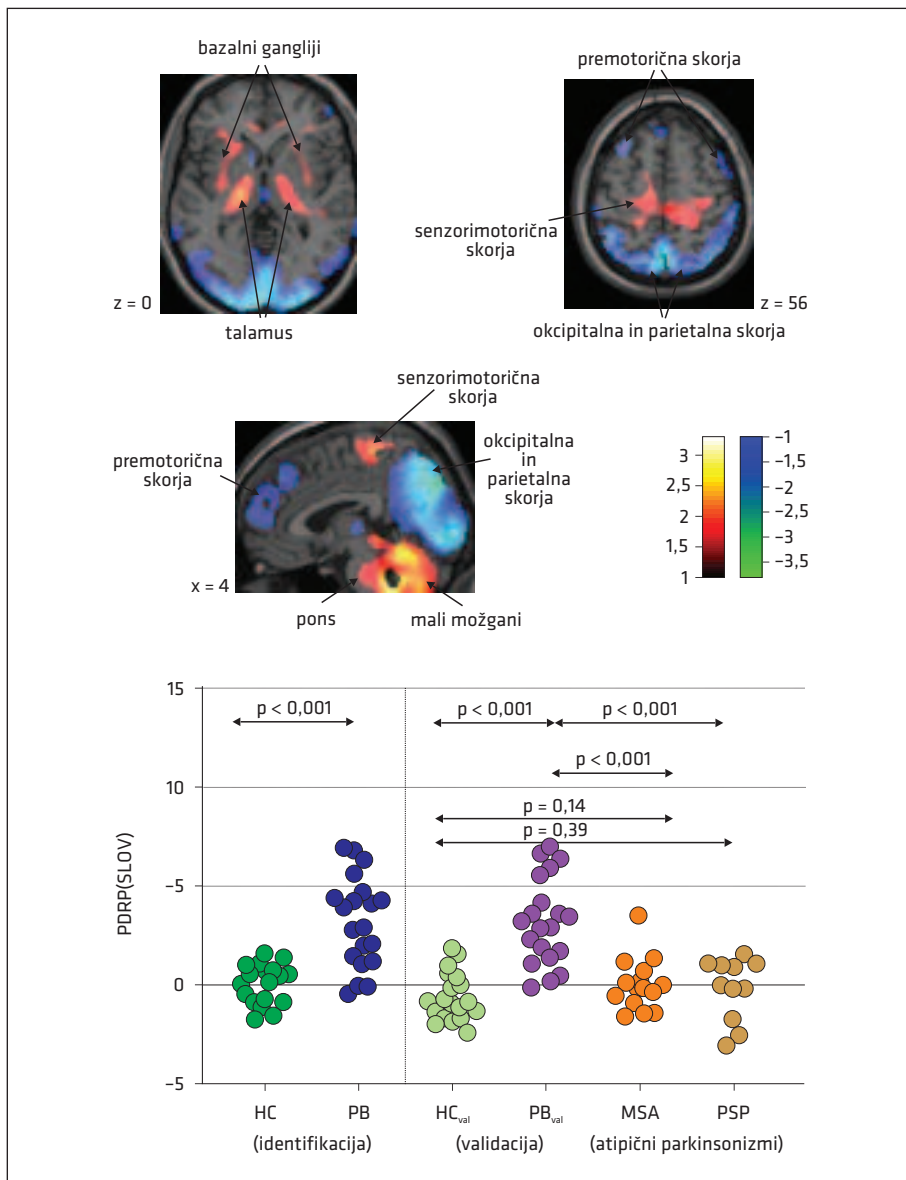 bazalni gangliji
premotorična skorja
senzorimotorična
skorja
z = 0
talamus
z = 56
okcipitalna in parietalna skorja
senzorimotorična
skorja
premotorična
skorja
okcipitalna
in
parietalna
skorja
x = 4
pons
mali možgani
3
2,5
2
1,5
1
–1
–1,5
–2
–2,5
–3
–3,5
PDRP(SLOV)
15
10
–5
0
–5
p < 0,001
p < 0,001
p < 0,001
p < 0,001
p = 0,14
p = 0,39
HC
PB
HCval
PBval
MSA
PSP
(identifikacija)
(validacija)
(atipični parkinsonizmi)